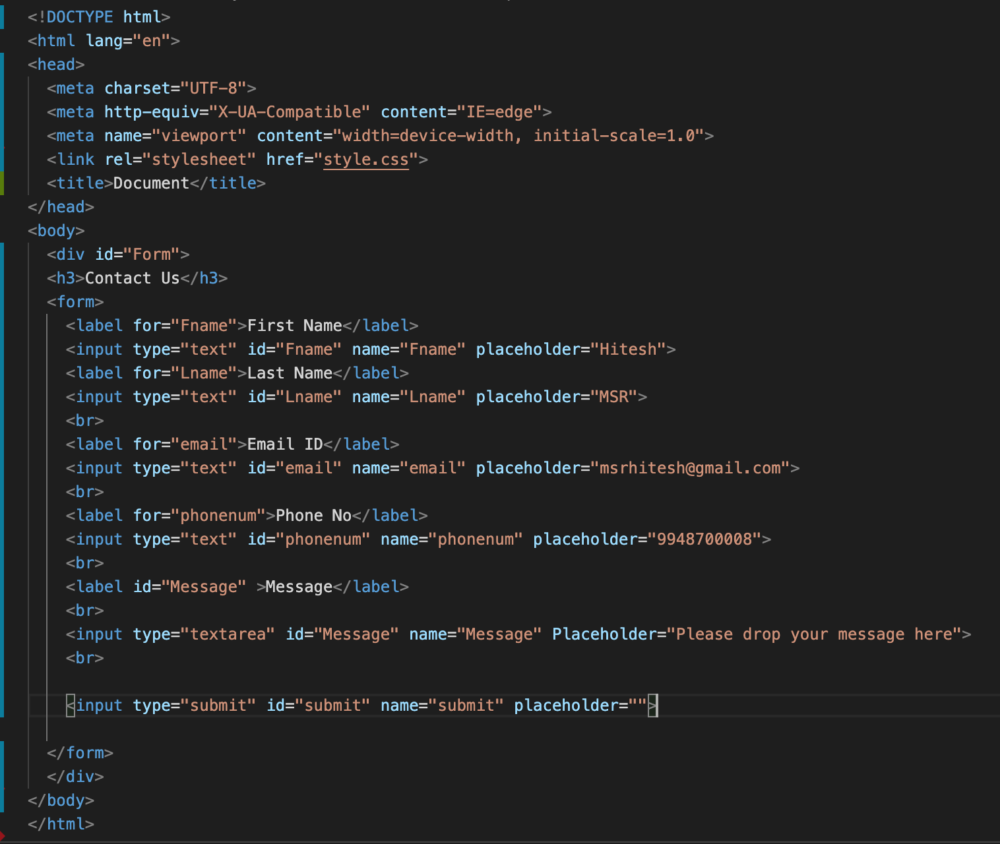 <!DOCTYPE html>
<html lang="en">
<head>
  <meta charset="UTF-8">
  <meta http-equiv="X-UA-Compatible" content="IE=edge">
  <meta name="viewport" content="width=device-width, initial-scale=1.0">
  <link rel="stylesheet" href="style.css">
  <title>Document</title>
</head>
<body>
  <div id="Form">
  <h3>Contact Us</h3>
  <form>
    <label for="Fname">First Name</label>
    <input type="text" id="Fname" name="Fname" placeholder="Hitesh">
    <label for="Lname">Last Name</label>
    <input type="text" id="Lname" name="Lname" placeholder="MSR">
    <br>
    <label for="email">Email ID</label>
    <input type="text" id="email" name="email" placeholder="msrhitesh@gmail.com">
    <br>
    <label for="phonenum">Phone No</label>
    <input type="text" id="phonenum" name="phonenum" placeholder="9948700008">
    <br>
    <label id="Message" >Message</label>
    <br>
    <input type="textarea" id="Message" name="Message" Placeholder="Please drop your message here">
    <br>

    <input type="submit" id="submit" name="submit" placeholder="">

  </form>
  </div>
</body>
</html>